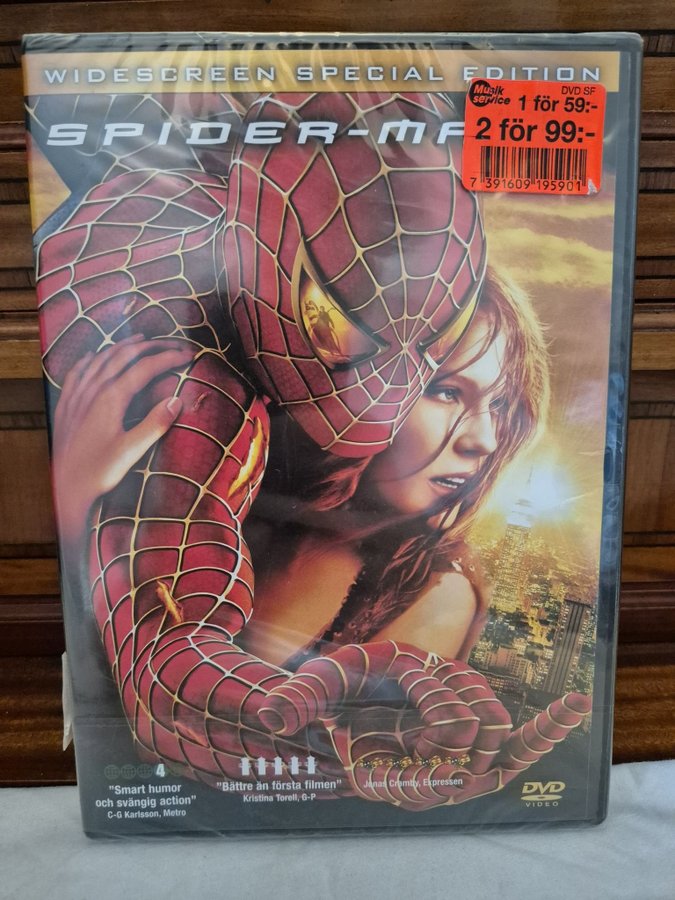 WIDESCREEN SPECIAL EDITION
SPIDER-MA
Musik
service
DVD SF
1 för 59:-
2 för 99:-
7 391609 195901
4
"Smart humor
och svängig action"
C-G Karlsson, Metro
"Bättre än första filmen"
Kristina Torell, G-P
Jonas Cramby, Expressen
DVD
VIDEO